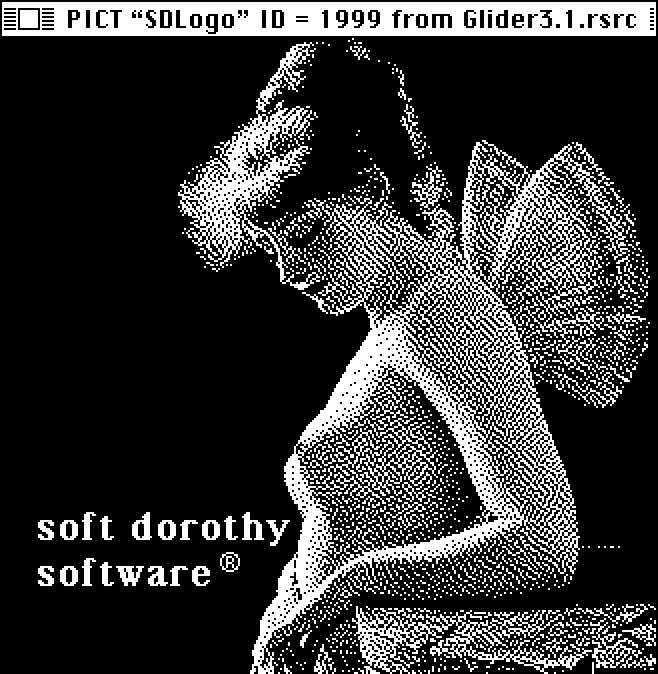 PICT “SDLogo” ID = 1999 from Glider3.1.rsrc
soft dorothy
software®